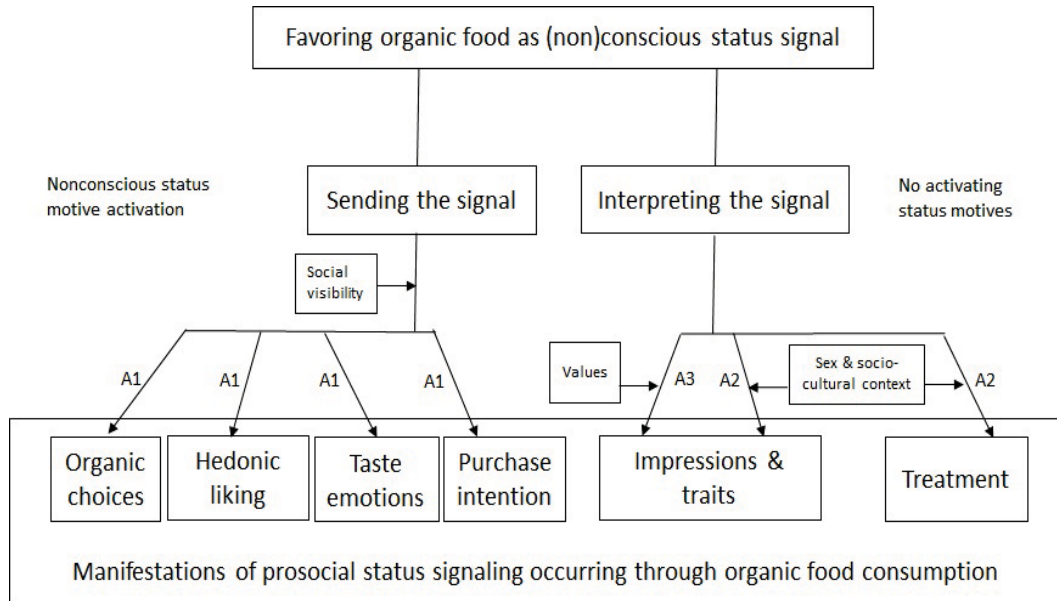 Favoring organic food as (non)conscious status signal
Nonconscious status
motive activation
Sending the signal
Interpreting the signal
No activating
status motives
Social
visibility
Values
Sex & socio-
cultural context
A1
A1
A1
A1
A3
A2
A2
Organic
choices
Hedonic
liking
Taste
emotions
Purchase
intention
Impressions &
traits
Treatment
Manifestations of prosocial status signaling occurring through organic food consumption